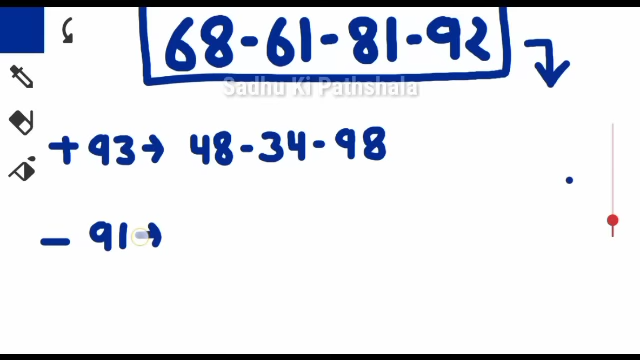 68-61-81-92
Sadhu Ki Pathshala
+ 93→ 48-34-98
- 91→